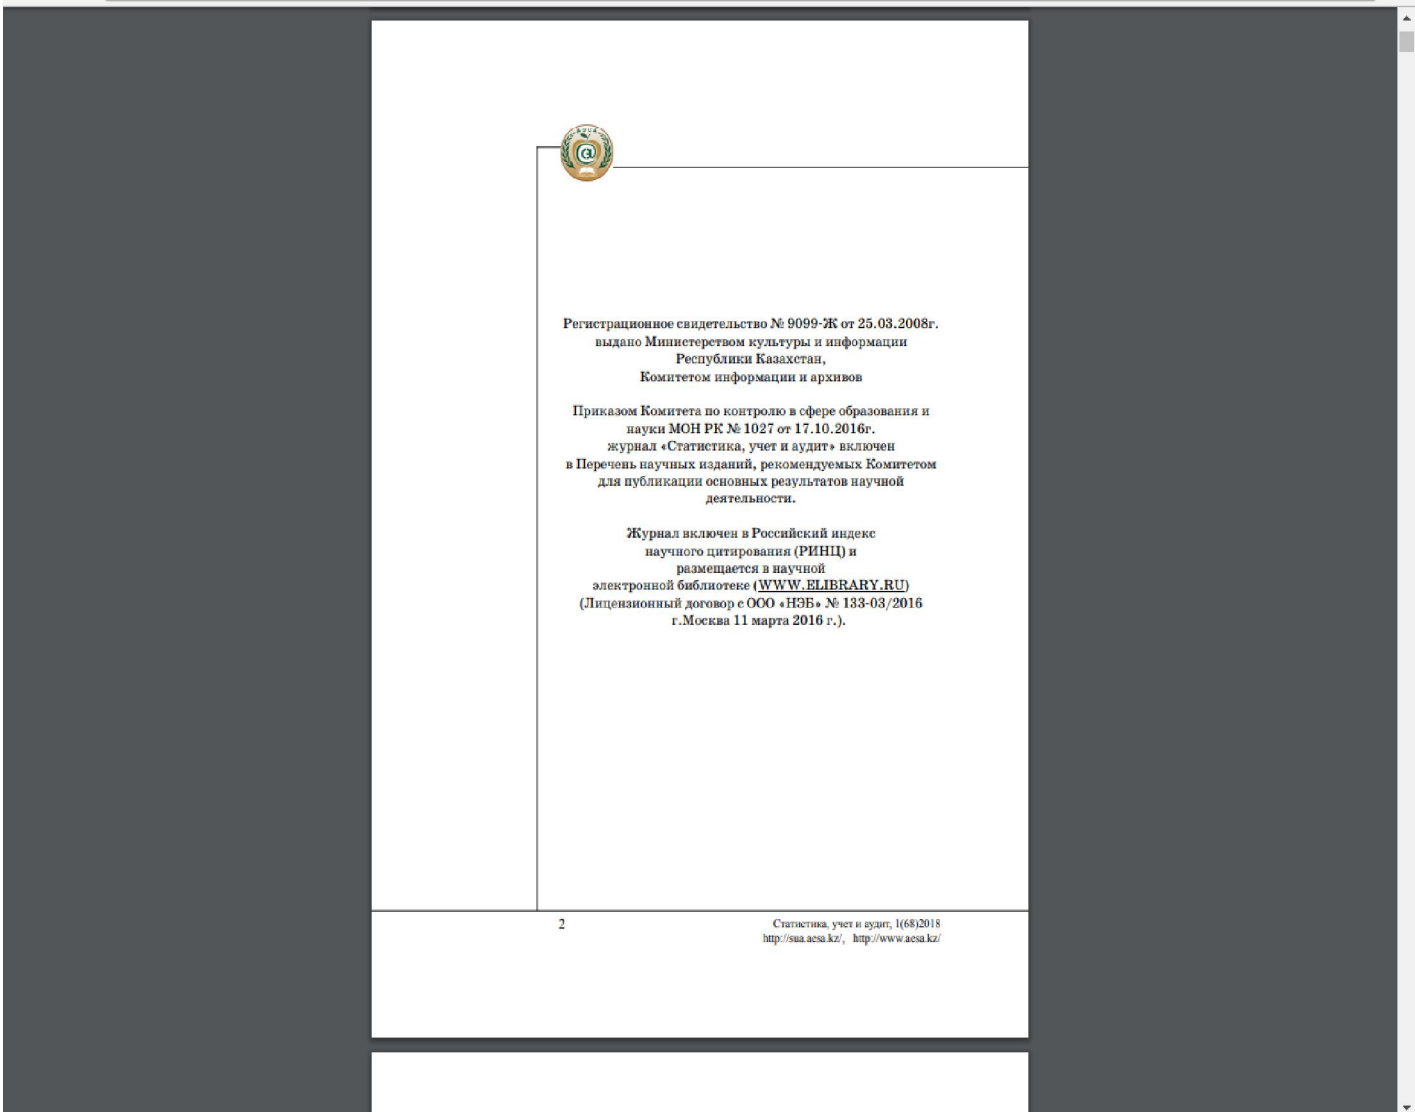 Регистрационное свидетельство № 9099-Ж от 25.03.2008г.
выдано Министерством культуры и информации
Республики Казахстан,
Комитетом информации и архивов
Приказом Комитета по контролю в сфере образования и
науки МОН РК № 1027 от 17.10.2016г.
журнал «Статистика, учет и аудит» включен
в Перечень научных изданий, рекомендуемых Комитетом
для публикации основных результатов научной
деятельности.
Журнал включен в Российский индекс
научного цитирования (РИНЦ) и
размещается в научной
электронной библиотеке (WWW.ELIBRARY.RU)
(Лицензионный договор с ООО «НЭБ» № 133-03/2016
г.Москва 11 марта 2016 г.).
2
Статистика, учет и аудит, 1(68)2018
http://sua.aesa.kz/, http://www.aesa.kz/